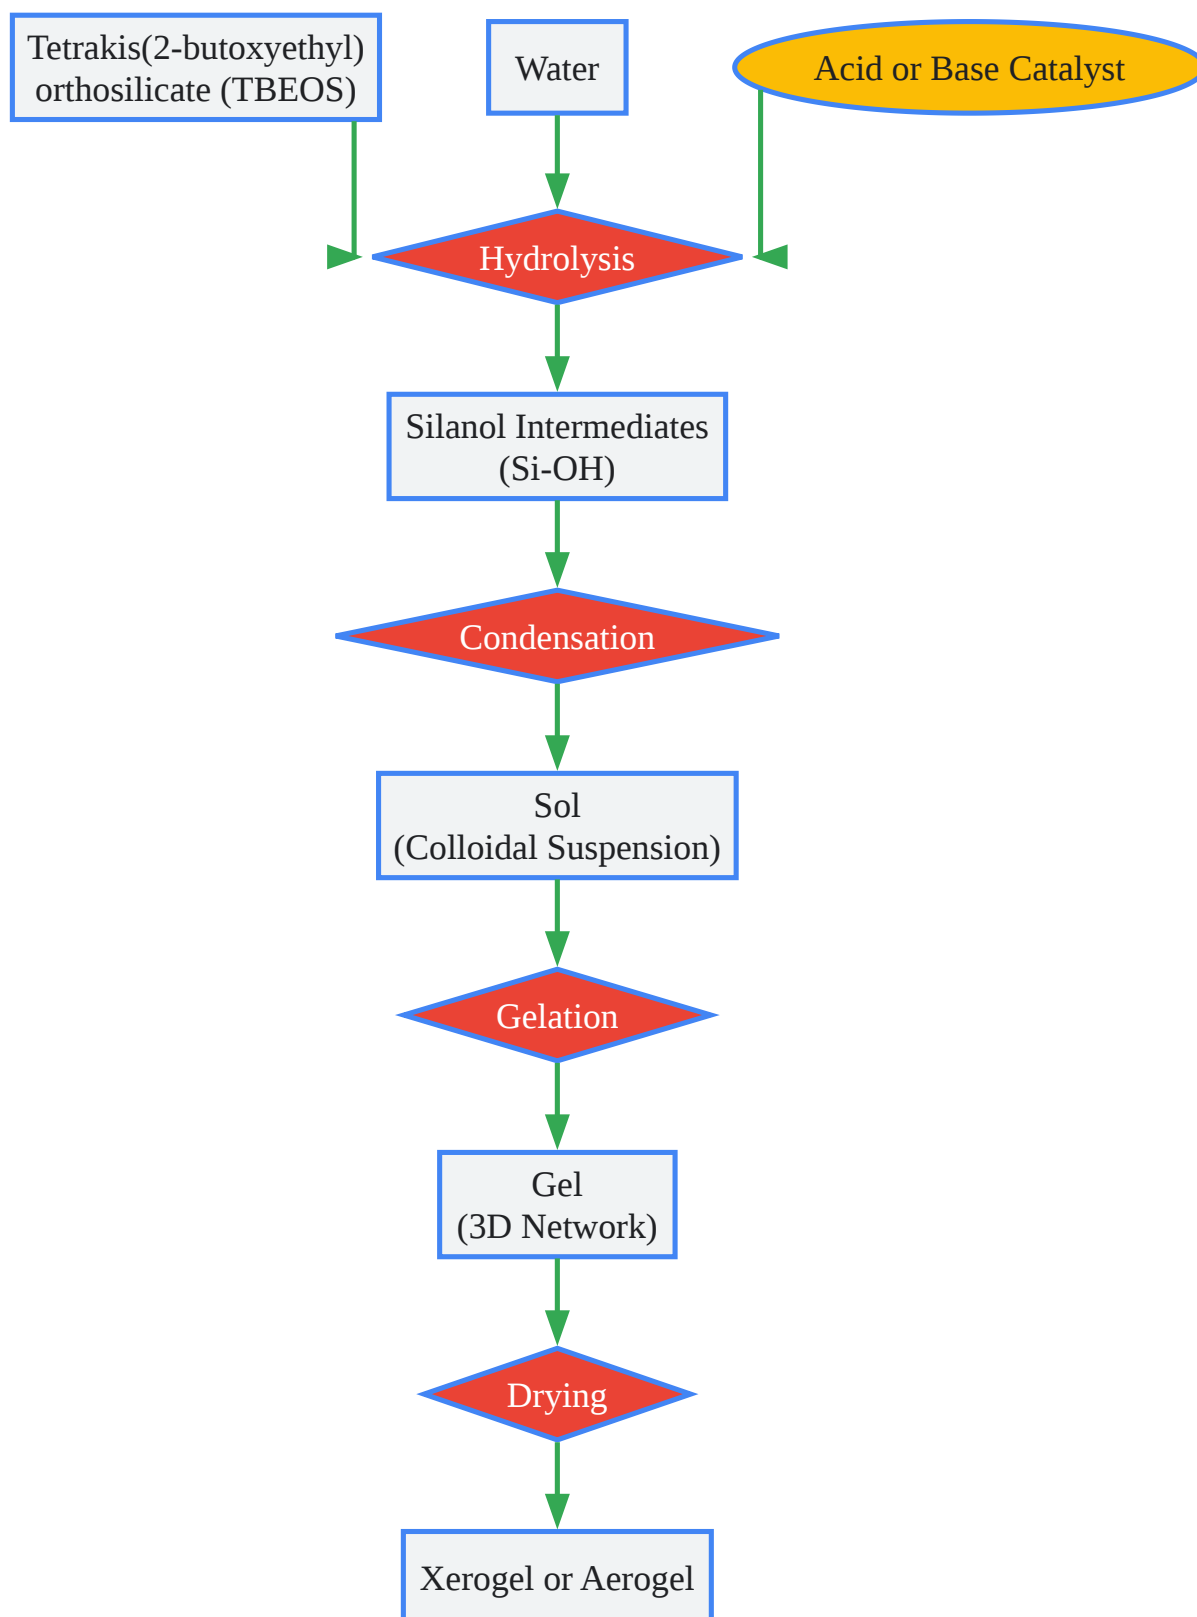 Tetrakis(2-butoxyethyl)
orthosilicate (TBEOS)
Water
Acid or Base Catalyst
Hydrolysis
Silanol Intermediates
(Si-OH)
Condensation
Sol
(Colloidal Suspension)
Gelation
Gel
(3D Network)
Drying
Xerogel or Aerogel